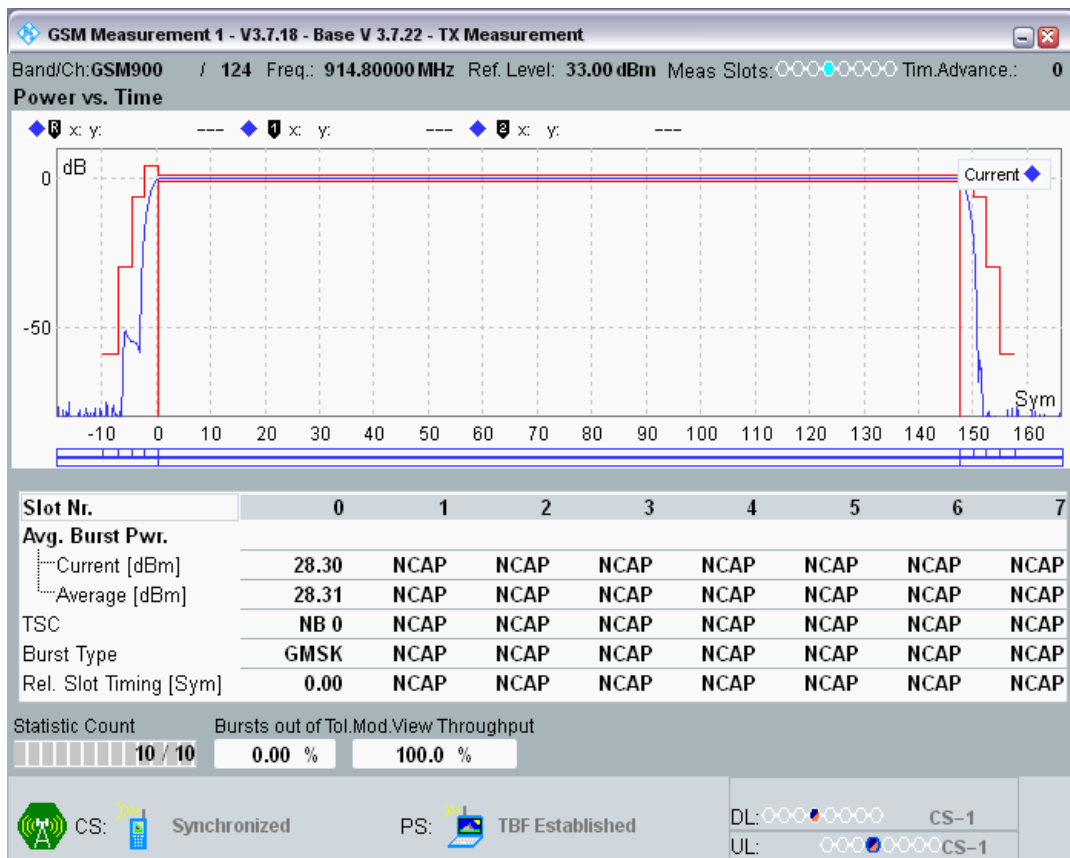 GSM Measurement 1 - V3.7.18 - Base V 3.7.22 - TX Measurement
Band/Ch:GSM900 / 124 Freq.: 914.80000 MHz Ref. Level: 33.00 dBm Meas Slots: Tim.Advance.: 0
Power vs. Time
R x: y: --- 1 x: y: --- 2 x: y: ---
dB
Current
0
-50
Sym
-10 0 10 20 30 40 50 60 70 80 90 100 110 120 130 140 150 160
Slot Nr. 0 1 2 3 4 5 6 7
Avg. Burst Pwr.
Current [dBm] 28.30 NCAP NCAP NCAP NCAP NCAP NCAP NCAP
Average [dBm] 28.31 NCAP NCAP NCAP NCAP NCAP NCAP NCAP
TSC NB 0 NCAP NCAP NCAP NCAP NCAP NCAP NCAP
Burst Type GMSK NCAP NCAP NCAP NCAP NCAP NCAP NCAP
Rel. Slot Timing [Sym] 0.00 NCAP NCAP NCAP NCAP NCAP NCAP NCAP
Statistic Count Bursts out of Tol.Mod.View Throughput
10 / 10 0.00 % 100.0 %
CS: Synchronized PS: TBF Established
DL: CS-1
UL: CS-1